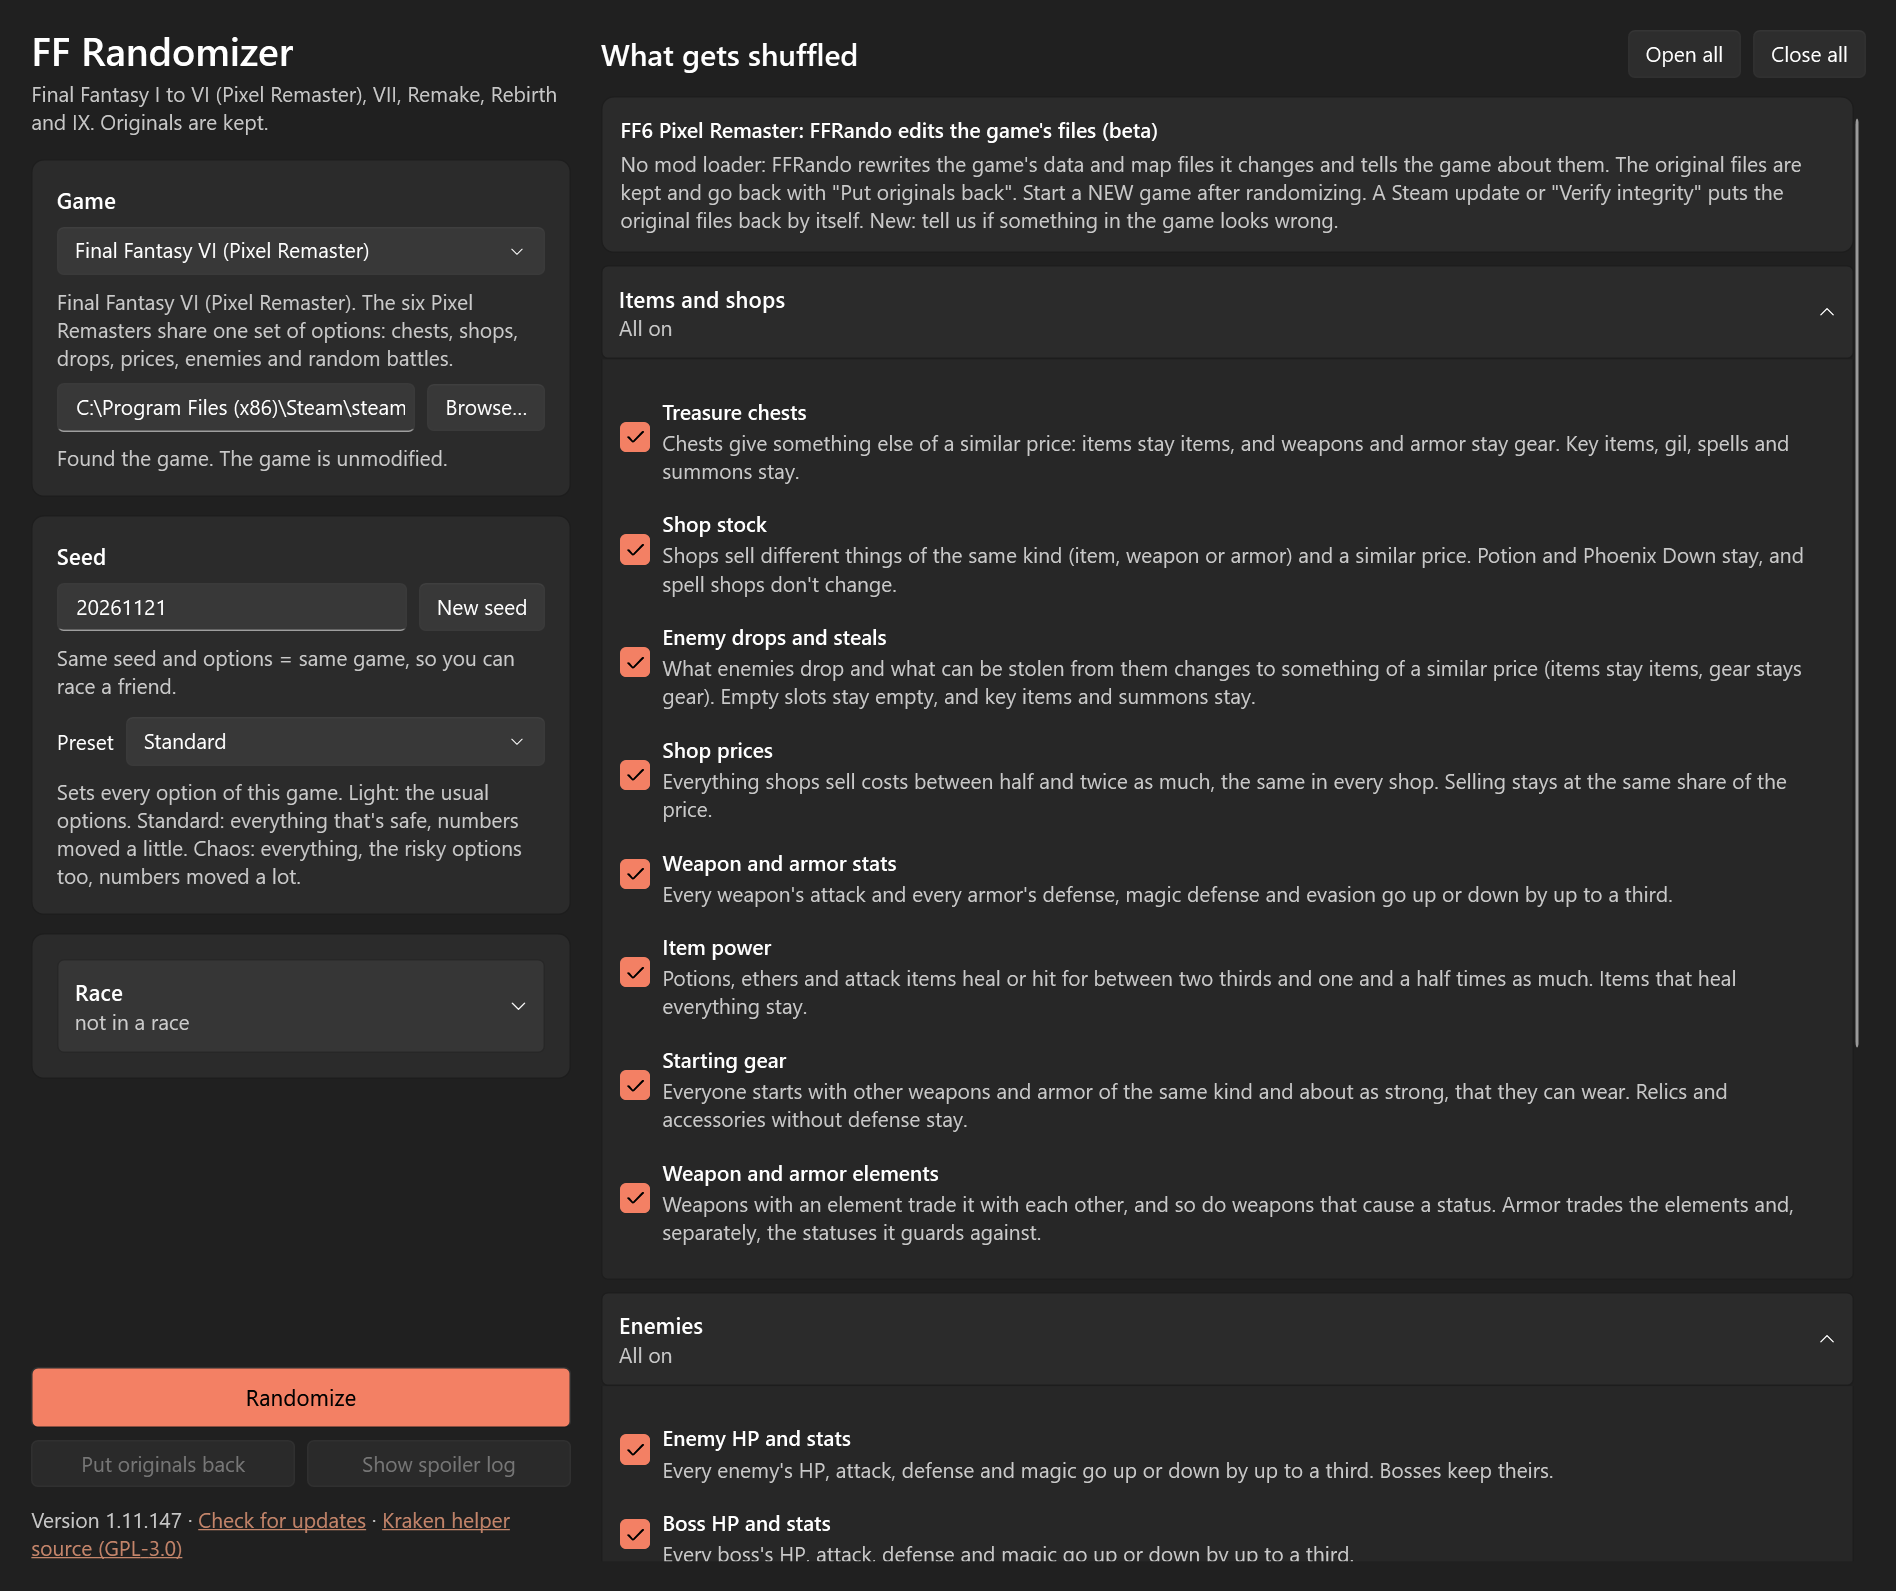 FF Randomizer
Final Fantasy I to VI (Pixel Remaster), VII, Remake, Rebirth
and IX. Originals are kept.
Game
Final Fantasy VI (Pixel Remaster)
Final Fantasy VI (Pixel Remaster). The six Pixel
Remasters share one set of options: chests, shops,
drops, prices, enemies and random battles.
C:\Program Files (x86)\Steam\steam
Browse...
Found the game. The game is unmodified.
Seed
20261121
New seed
Same seed and options = same game, so you can
race a friend.
Preset
Standard
Sets every option of this game. Light: the usual
options. Standard: everything that's safe, numbers
moved a little. Chaos: everything, the risky options
too, numbers moved a lot.
Race
not in a race
Randomize
Put originals back
Show spoiler log
Version 1.11.147 · Check for updates · Kraken helper
source (GPL-3.0)
What gets shuffled
Open all
Close all
FF6 Pixel Remaster: FFRando edits the game's files (beta)
No mod loader: FFRando rewrites the game's data and map files it changes and tells the game about them. The original files are
kept and go back with "Put originals back". Start a NEW game after randomizing. A Steam update or "Verify integrity" puts the
original files back by itself. New: tell us if something in the game looks wrong.
Items and shops
All on
Treasure chests
Chests give something else of a similar price: items stay items, and weapons and armor stay gear. Key items, gil, spells and
summons stay.
Shop stock
Shops sell different things of the same kind (item, weapon or armor) and a similar price. Potion and Phoenix Down stay, and
spell shops don't change.
Enemy drops and steals
What enemies drop and what can be stolen from them changes to something of a similar price (items stay items, gear stays
gear). Empty slots stay empty, and key items and summons stay.
Shop prices
Everything shops sell costs between half and twice as much, the same in every shop. Selling stays at the same share of the
price.
Weapon and armor stats
Every weapon's attack and every armor's defense, magic defense and evasion go up or down by up to a third.
Item power
Potions, ethers and attack items heal or hit for between two thirds and one and a half times as much. Items that heal
everything stay.
Starting gear
Everyone starts with other weapons and armor of the same kind and about as strong, that they can wear. Relics and
accessories without defense stay.
Weapon and armor elements
Weapons with an element trade it with each other, and so do weapons that cause a status. Armor trades the elements and,
separately, the statuses it guards against.
Enemies
All on
Enemy HP and stats
Every enemy's HP, attack, defense and magic go up or down by up to a third. Bosses keep theirs.
Boss HP and stats
Every boss's HP, attack, defense and magic go up or down by up to a third.